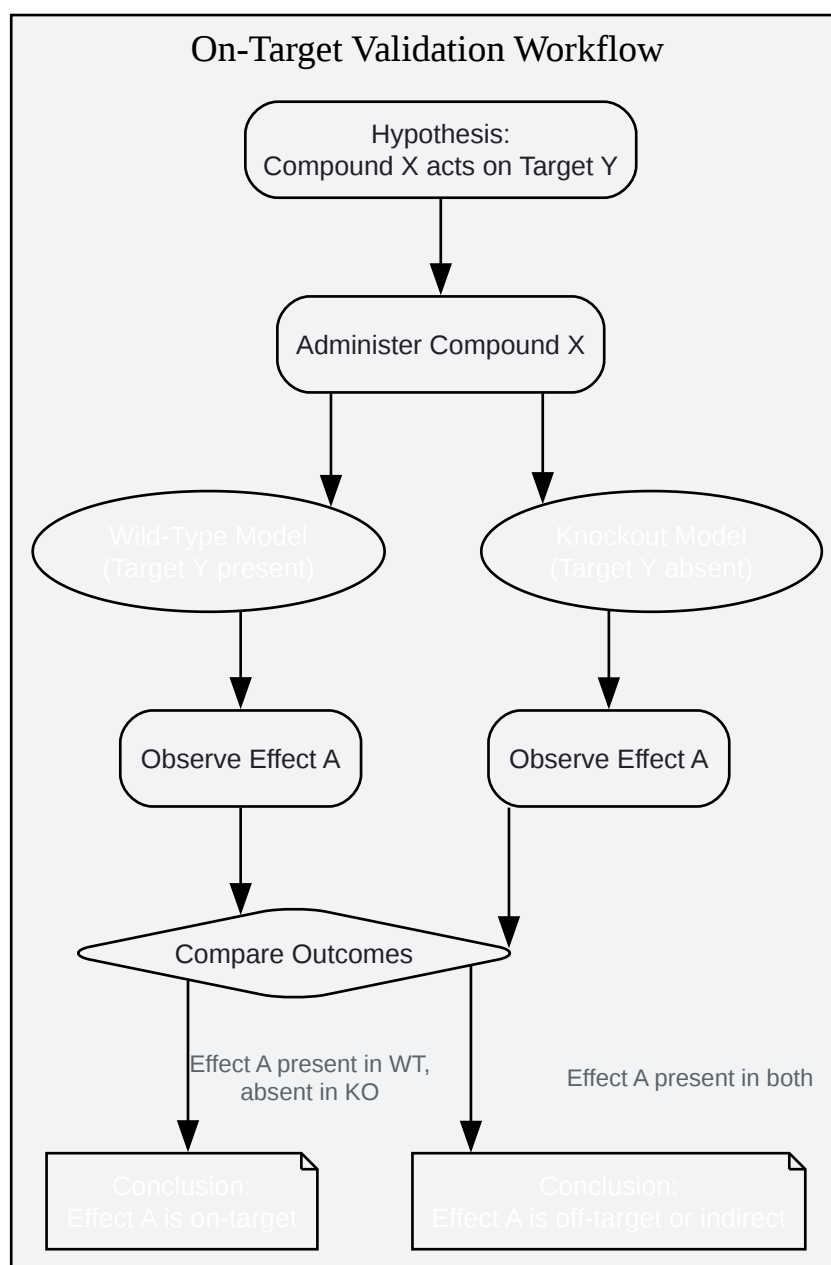 On-Target Validation Workflow
Hypothesis:
Compound X acts on Target Y
Administer Compound X
Wild-Type Model
(Target Y present)
Knockout Model
(Target Y absent)
Observe Effect A
Observe Effect A
Compare Outcomes
Effect A present in WT,
absent in KO
Effect A present in both
Conclusion:
Effect A is on-target
Conclusion:
Effect A is off-target or indirect